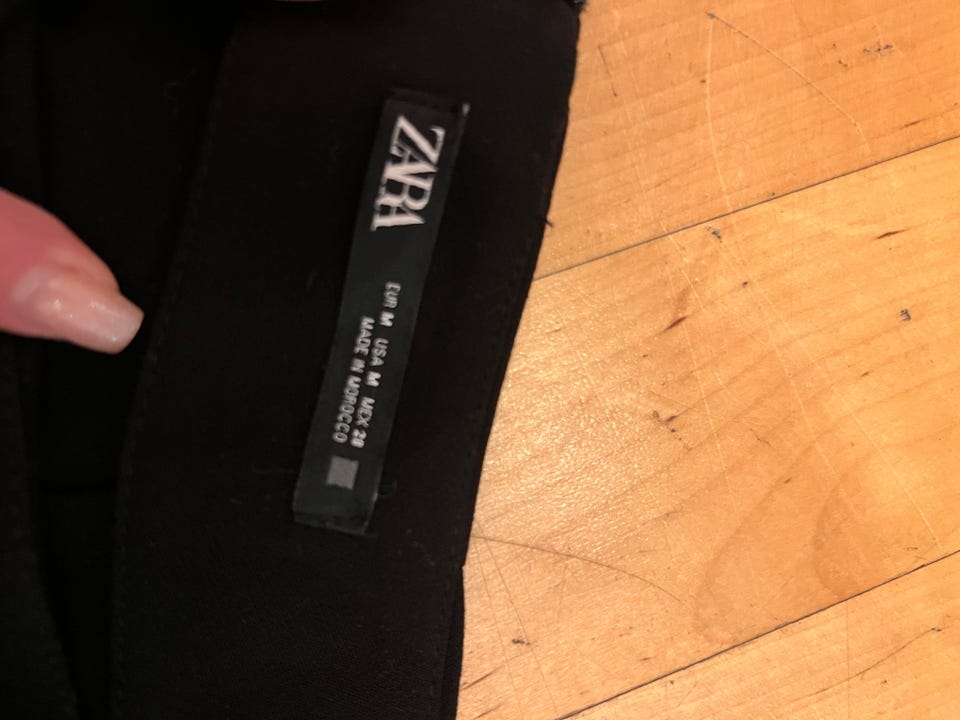 ZARA
EUR M USA M MEX 28
MADE IN MOROCCO